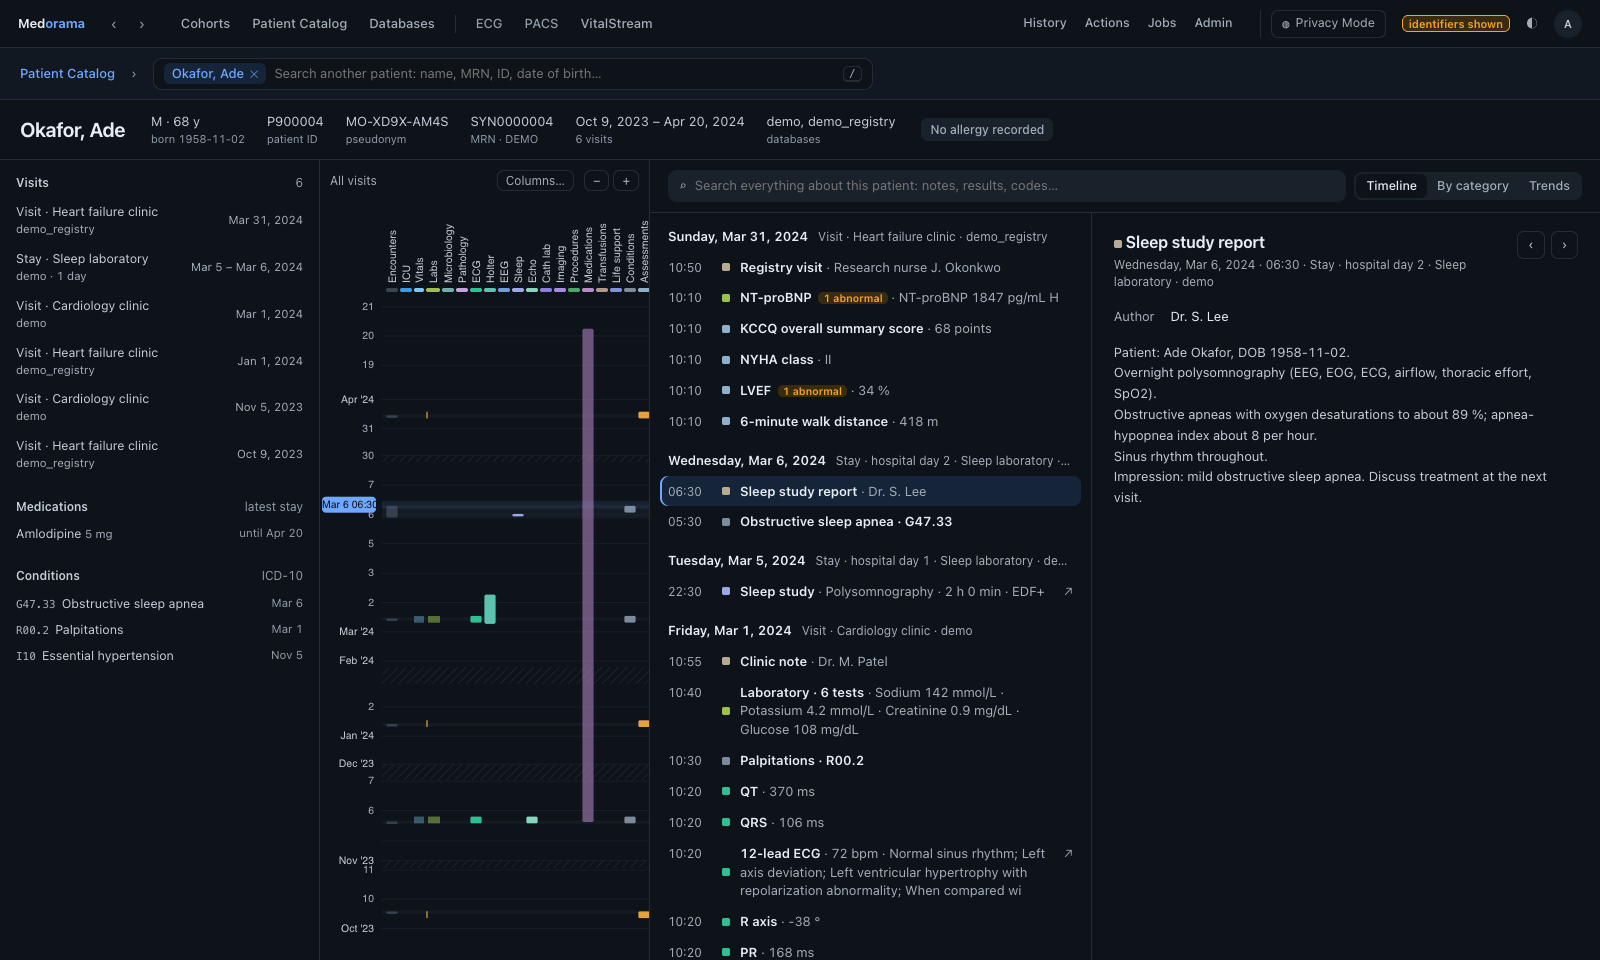 Medorama ‹ › Cohorts Patient Catalog Databases ECG PACS VitalStream History Actions Jobs Admin Privacy Mode identifiers shown A
Patient Catalog › Okafor, Ade × Search another patient: name, MRN, ID, date of birth... /
Okafor, Ade
M · 68 y
born 1958-11-02
P900004
patient ID
MO-XD9X-AM4S
pseudonym
SYN0000004
MRN · DEMO
Oct 9, 2023 – Apr 20, 2024
6 visits
demo, demo_registry
databases
No allergy recorded
Visits 6
Visit · Heart failure clinic
demo_registry
Mar 31, 2024
Stay · Sleep laboratory
demo · 1 day
Mar 5 – Mar 6, 2024
Visit · Cardiology clinic
demo
Mar 1, 2024
Visit · Heart failure clinic
demo_registry
Jan 1, 2024
Visit · Cardiology clinic
demo
Nov 5, 2023
Visit · Heart failure clinic
demo_registry
Oct 9, 2023
Medications latest stay
Amlodipine 5 mg until Apr 20
Conditions ICD-10
G47.33 Obstructive sleep apnea Mar 6
R00.2 Palpitations Mar 1
I10 Essential hypertension Nov 5
All visits Columns... − +
Encounters
ICU
Vitals
Labs
Microbiology
Pathology
ECG
Holter
EEG
Sleep
Echo
Cath lab
Imaging
Procedures
Medications
Transfusions
Life support
Conditions
Assessments
21
20
19
Apr '24
31
30
7
Mar 6 06:30
6
5
3
2
Mar '24
Feb '24
2
Jan '24
Dec '23
7
6
Nov '23
11
10
Oct '23
Search everything about this patient: notes, results, codes... Timeline By category Trends
Sunday, Mar 31, 2024 Visit · Heart failure clinic · demo_registry
10:50 Registry visit · Research nurse J. Okonkwo
10:10 NT-proBNP 1 abnormal · NT-proBNP 1847 pg/mL H
10:10 KCCQ overall summary score · 68 points
10:10 NYHA class · II
10:10 LVEF 1 abnormal · 34 %
10:10 6-minute walk distance · 418 m
Wednesday, Mar 6, 2024 Stay · hospital day 2 · Sleep laboratory ·...
06:30 Sleep study report · Dr. S. Lee
05:30 Obstructive sleep apnea · G47.33
Tuesday, Mar 5, 2024 Stay · hospital day 1 · Sleep laboratory · de...
22:30 Sleep study · Polysomnography · 2 h 0 min · EDF+ ↗
Friday, Mar 1, 2024 Visit · Cardiology clinic · demo
10:55 Clinic note · Dr. M. Patel
10:40 Laboratory · 6 tests · Sodium 142 mmol/L ·
Potassium 4.2 mmol/L · Creatinine 0.9 mg/dL ·
Glucose 108 mg/dL
10:30 Palpitations · R00.2
10:20 QT · 370 ms
10:20 QRS · 106 ms
10:20 12-lead ECG · 72 bpm · Normal sinus rhythm; Left ↗
axis deviation; Left ventricular hypertrophy with
repolarization abnormality; When compared wi
10:20 R axis · -38 °
10:20 PR · 168 ms
Sleep study report ‹ ›
Wednesday, Mar 6, 2024 · 06:30 · Stay · hospital day 2 · Sleep
laboratory · demo
Author Dr. S. Lee
Patient: Ade Okafor, DOB 1958-11-02.
Overnight polysomnography (EEG, EOG, ECG, airflow, thoracic effort,
SpO2).
Obstructive apneas with oxygen desaturations to about 89 %; apnea-
hypopnea index about 8 per hour.
Sinus rhythm throughout.
Impression: mild obstructive sleep apnea. Discuss treatment at the next
visit.